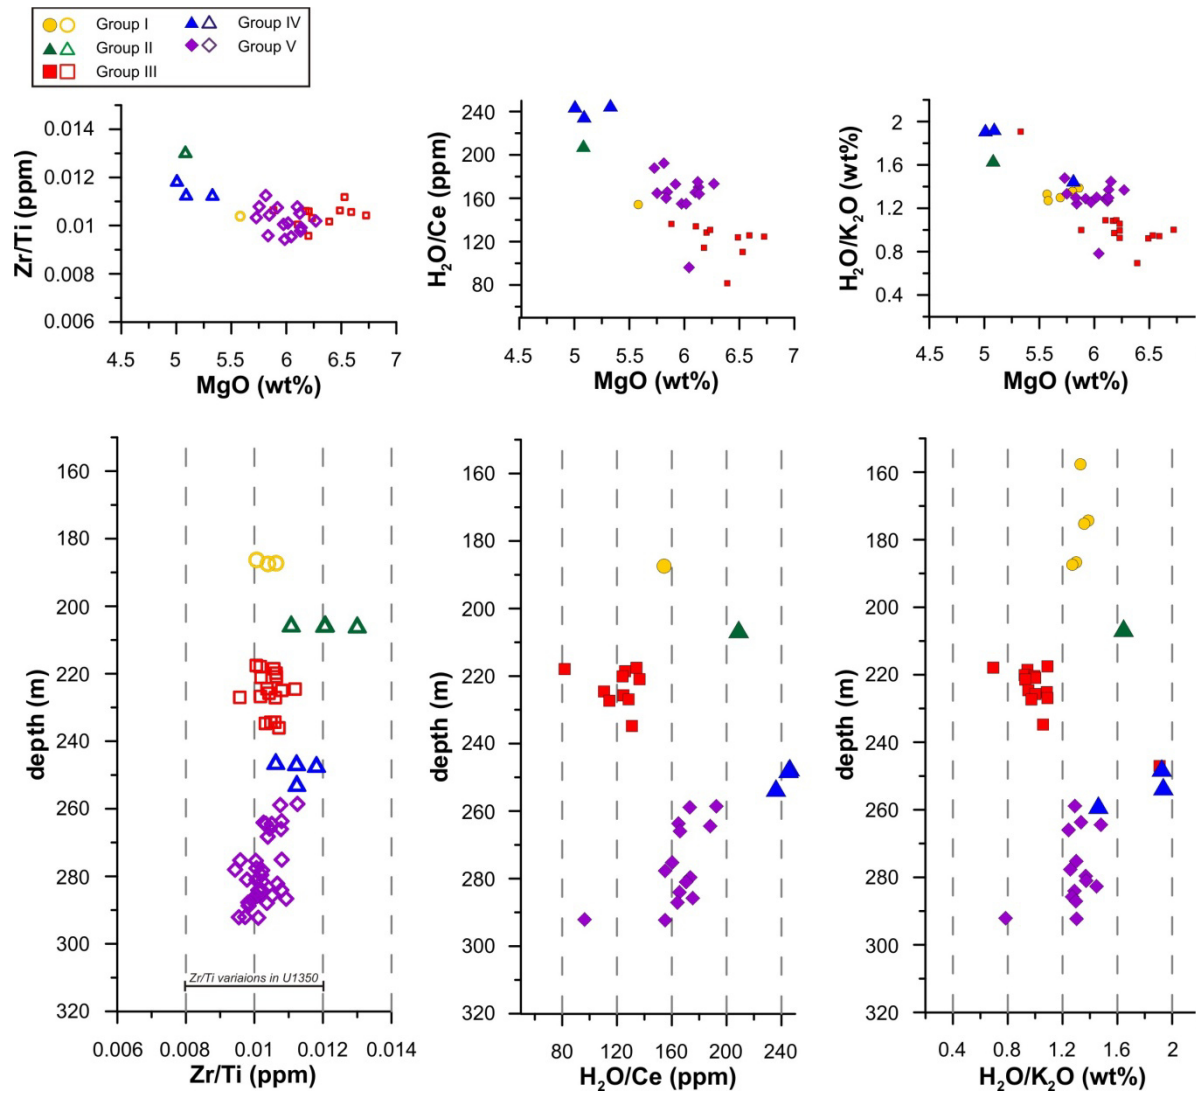 Group I
Group IV
Group II
Group V
Group III
Zr/Ti (ppm)
0.014
0.012
0.01
0.008
0.006
4.5 5 5.5 6 6.5 7
MgO (wt%)
H₂O/Ce (ppm)
240
200
160
120
80
4.5 5 5.5 6 6.5 7
MgO (wt%)
H₂O/K₂O (wt%)
2
1.6
1.2
0.8
0.4
4.5 5 5.5 6 6.5
MgO (wt%)
depth (m)
160
180
200
220
240
260
280
300
320
Zr/Ti variaions in U1350
0.006 0.008 0.01 0.012 0.014
Zr/Ti (ppm)
depth (m)
160
180
200
220
240
260
280
300
320
80 120 160 200 240
H₂O/Ce (ppm)
depth (m)
160
180
200
220
240
260
280
300
320
0.4 0.8 1.2 1.6 2
H₂O/K₂O (wt%)